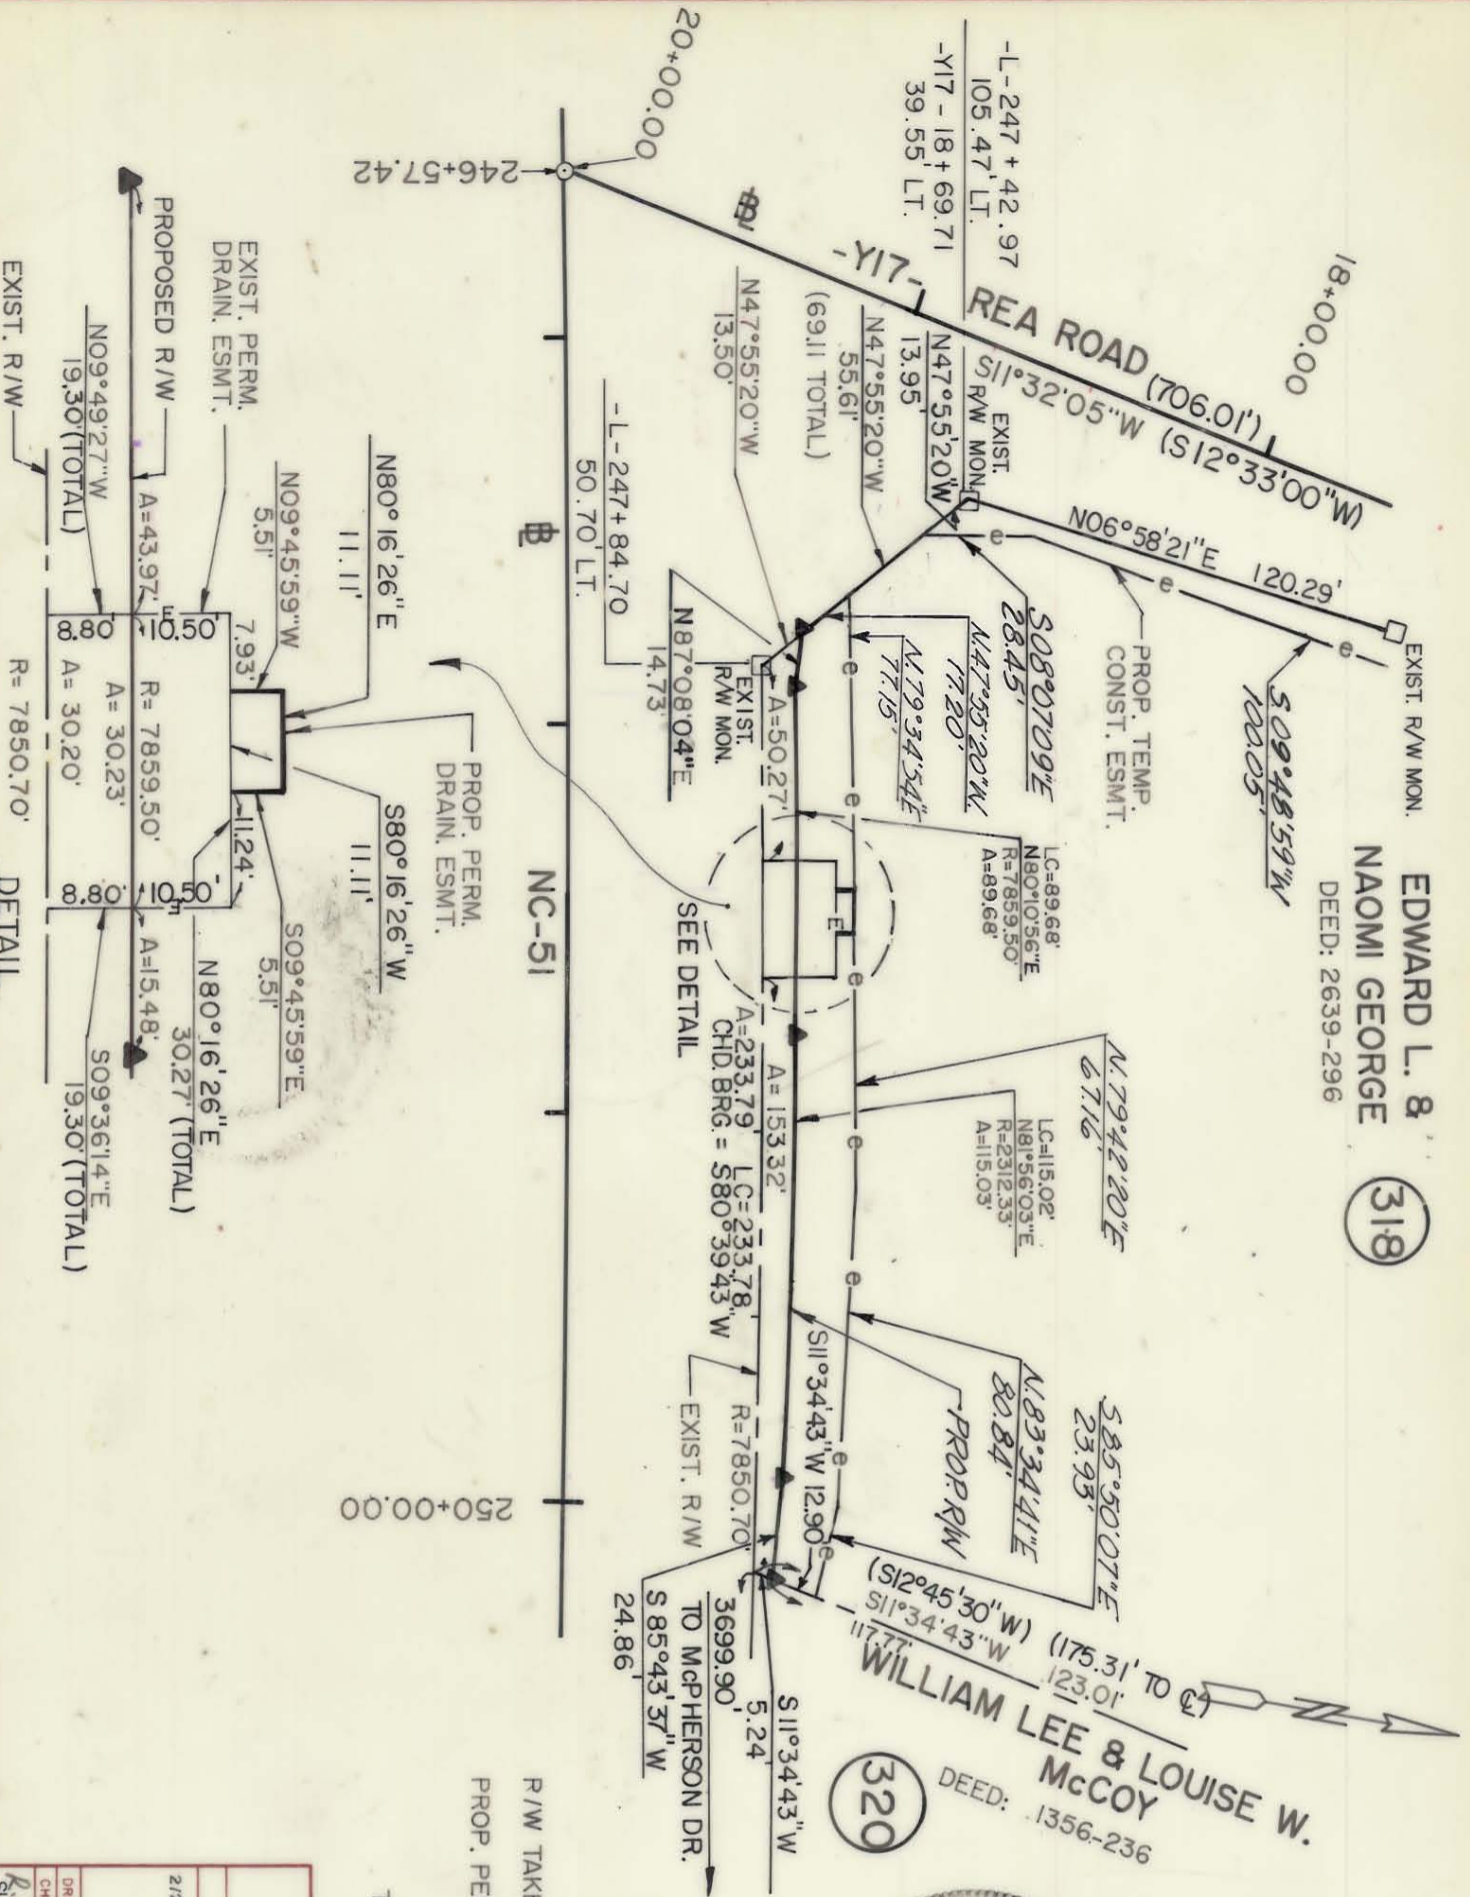 20+00.00
-L-247+42.97
105.47' LT.
-Y17-18+69.71
39.55' LT.
18+00.00
246+57.42
-Y17-
REA ROAD (706.01')
S11°32'05"W (S12°33'00"W)
EXIST.
R/W MON.
N47°55'20"W
13.95'
N47°55'20"W
55.61'
(69.11 TOTAL)
N47°55'20"W
13.50'
N06°58'21"E 120.29'
EXIST. R/W MON.
e
e
e
S09°48'59"W
100.05'
PROP. TEMP.
CONST. ESMT.
S08°07'09"E
28.45'
N.47°55'20"W.
17.20'
N.79°34'54"E
77.15'
EDWARD L. &
NAOMI GEORGE
DEED: 2639-296
318
-L-247+84.70
50.70' LT.
N87°08'04"E
14.73'
EXIST.
R/W MON.
A=50.27'
LC=89.68'
N80°10'56"E
R=7859.50'
A=89.68'
e
e
E
e
SEE DETAIL
N.79°42'20"E
67.16'
LC=115.02'
N81°56'03"E
R=2312.33'
A=115.03'
A=153.32'
A=233.79' LC=233.78'
CHD. BRG. = S80°39'43"W
e
e
e
e
N.83°34'41"E
80.84'
S85°50'07"E
23.93'
PROP. R/W
S11°34'43"W 12.90'
R=7850.70'
EXIST. R/W
NC-51
250+00.00
(S12°45'30"W) (175.31' TO ℄)
S11°34'43"W 123.01'
117.77'
WILLIAM LEE & LOUISE W.
McCOY
DEED: 1356-236
320
S11°34'43"W
5.24'
3699.90'
TO McPHERSON DR.
S85°43'37"W
24.86'
N
PROPOSED R/W
EXIST. PERM.
DRAIN. ESMT.
N09°49'27"W
19.30'(TOTAL)
EXIST. R/W
N80°16'26"E
11.11'
N09°45'59"W
5.51'
PROP. PERM.
DRAIN. ESMT.
S80°16'26"W
11.11'
S09°45'59"E
5.51'
7.93'
11.24'
E
10.50'
10.50'
E
A=43.97'
R=7859.50'
A=30.23'
A=15.48'
8.80'
A=30.20'
8.80'
R=7850.70'
N80°16'26"E
30.27' (TOTAL)
S09°36'14"E
19.30'(TOTAL)
DETAIL
R/W TAKE
PROP. PE
T
2/2
DR
CH